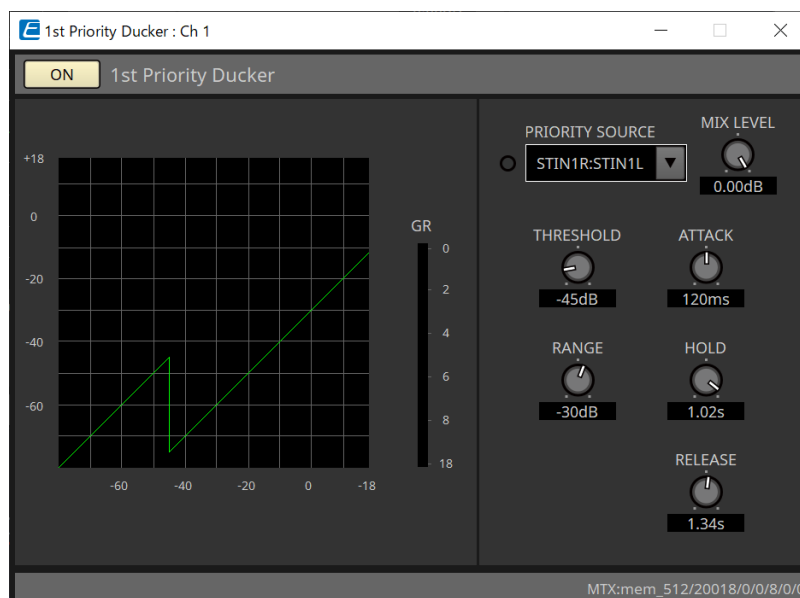 1st Priority Ducker : Ch 1
ON 1st Priority Ducker
PRIORITY SOURCE
STIN1R:STIN1L
MIX LEVEL
0.00dB
THRESHOLD
-45dB
ATTACK
120ms
RANGE
-30dB
HOLD
1.02s
RELEASE
1.34s
+18
0
-20
-40
-60
-60 -40 -20 0 -18
GR
0
2
4
6
8
18
MTX:mem_512/20018/0/0/8/0/0